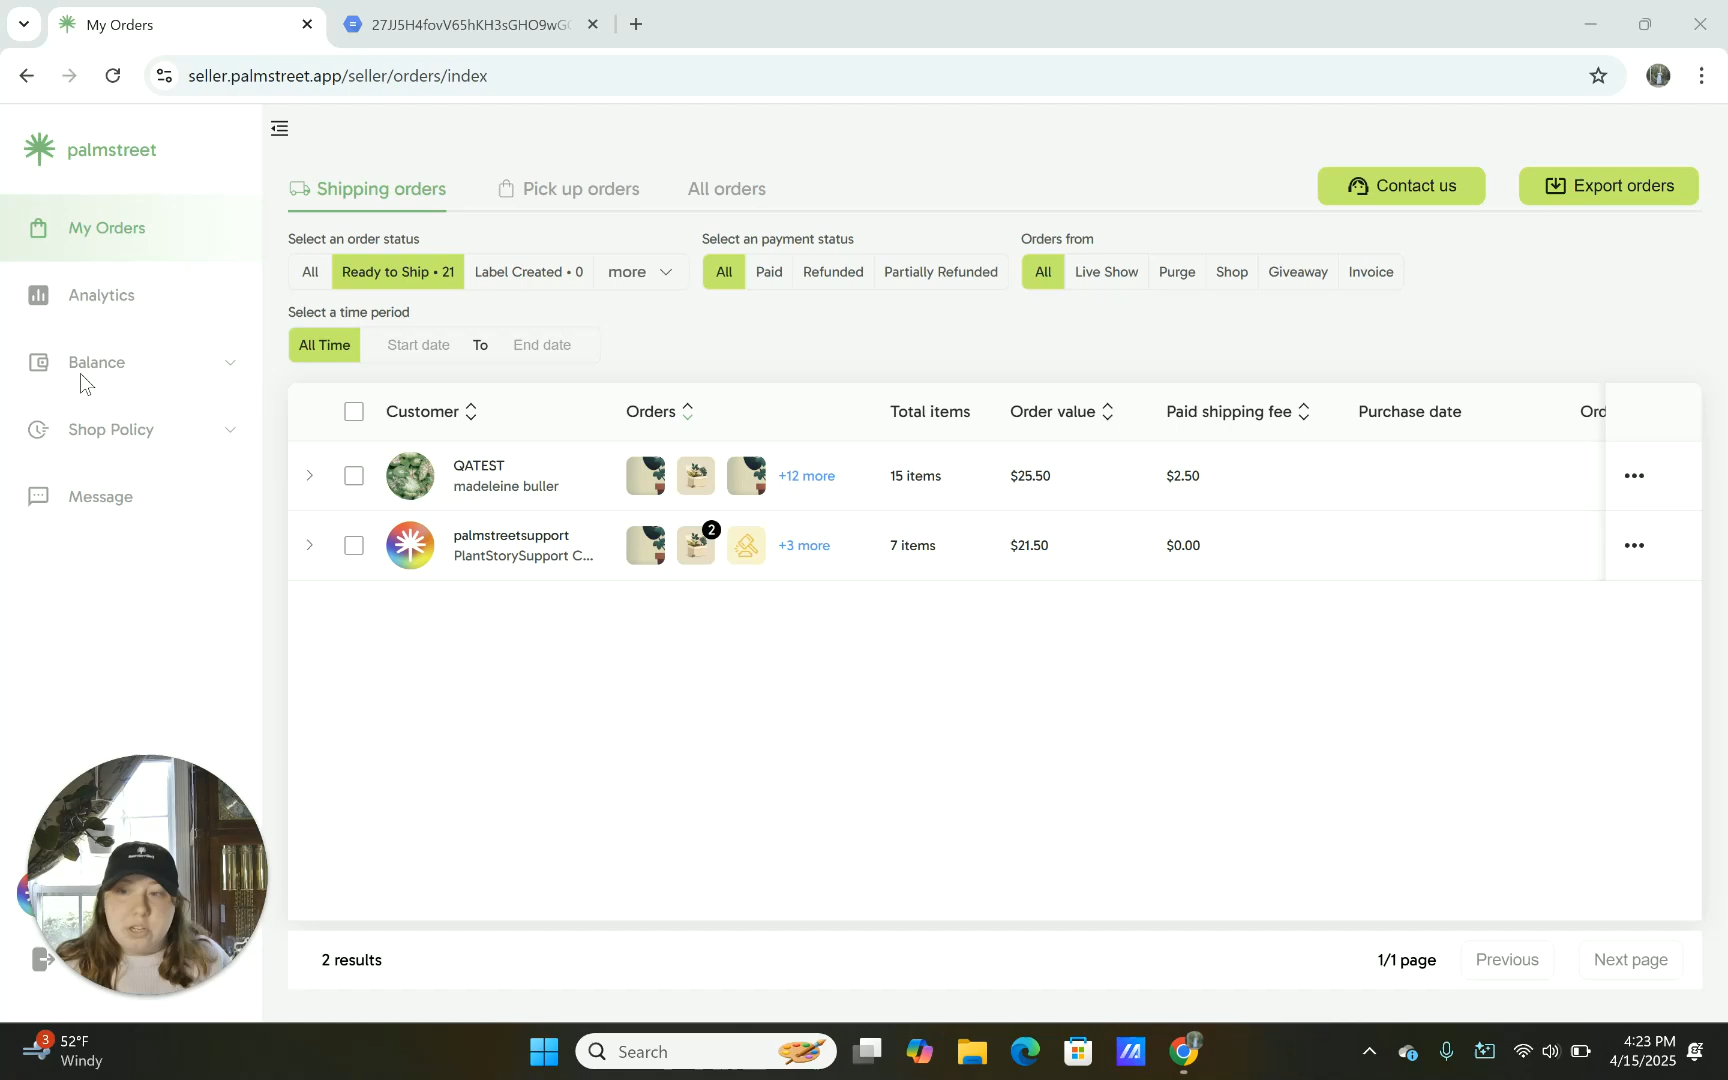 My Orders
27JJ5H4fovV65hKH3sGHO9wG
seller.palmstreet.app/seller/orders/index
palmstreet
My Orders
Analytics
Balance
Shop Policy
Message
Shipping orders
Pick up orders
All orders
Contact us
Export orders
Select an order status
Select an payment status
Orders from
All
Ready to Ship • 21
Label Created • 0
more
All
Paid
Refunded
Partially Refunded
All
Live Show
Purge
Shop
Giveaway
Invoice
Select a time period
All Time
Start date
To
End date
Customer
Orders
Total items
Order value
Paid shipping fee
Purchase date
Ord
QATEST
madeleine buller
+12 more
15 items
$25.50
$2.50
•••
palmstreetsupport
PlantStorySupport C...
2
+3 more
7 items
$21.50
$0.00
•••
2 results
1/1 page
Previous
Next page
3
52°F
Windy
Search
4:23 PM
4/15/2025